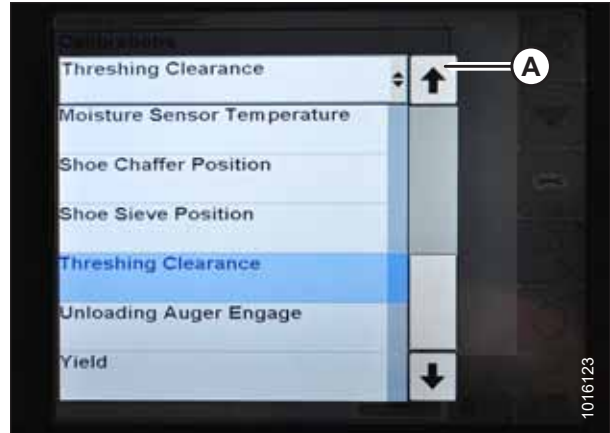 Calibrations
Threshing Clearance
A
Moisture Sensor Temperature
Shoe Chaffer Position
Shoe Sieve Position
Threshing Clearance
Unloading Auger Engage
Yield
1016123